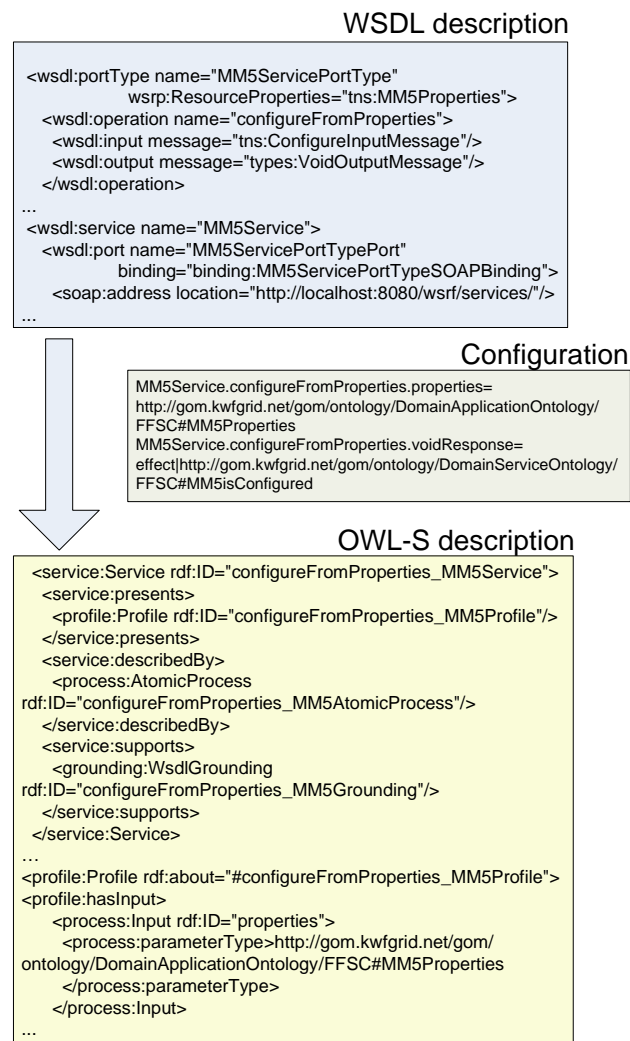 WSDL description
<wsdl:portType name="MM5ServicePortType"
wsrp:ResourceProperties="tns:MM5Properties">
<wsdl:operation name="configureFromProperties">
<wsdl:input message="tns:ConfigureInputMessage"/>
<wsdl:output message="types:VoidOutputMessage"/>
</wsdl:operation>
...
<wsdl:service name="MM5Service">
<wsdl:port name="MM5ServicePortTypePort"
binding="binding:MM5ServicePortTypeSOAPBinding">
<soap:address location="http://localhost:8080/wsrf/services/"/>
...
Configuration
MM5Service.configureFromProperties.properties=
http://gom.kwfgrid.net/gom/ontology/DomainApplicationOntology/
FFSC#MM5Properties
MM5Service.configureFromProperties.voidResponse=
effect|http://gom.kwfgrid.net/gom/ontology/DomainServiceOntology/
FFSC#MM5isConfigured
OWL-S description
<service:Service rdf:ID="configureFromProperties_MM5Service">
<service:presents>
<profile:Profile rdf:ID="configureFromProperties_MM5Profile"/>
</service:presents>
<service:describedBy>
<process:AtomicProcess
rdf:ID="configureFromProperties_MM5AtomicProcess"/>
</service:describedBy>
<service:supports>
<grounding:WsdlGrounding
rdf:ID="configureFromProperties_MM5Grounding"/>
</service:supports>
</service:Service>
…
<profile:Profile rdf:about="#configureFromProperties_MM5Profile">
<profile:hasInput>
<process:Input rdf:ID="properties">
<process:parameterType>http://gom.kwfgrid.net/gom/
ontology/DomainApplicationOntology/FFSC#MM5Properties
</process:parameterType>
</process:Input>
...